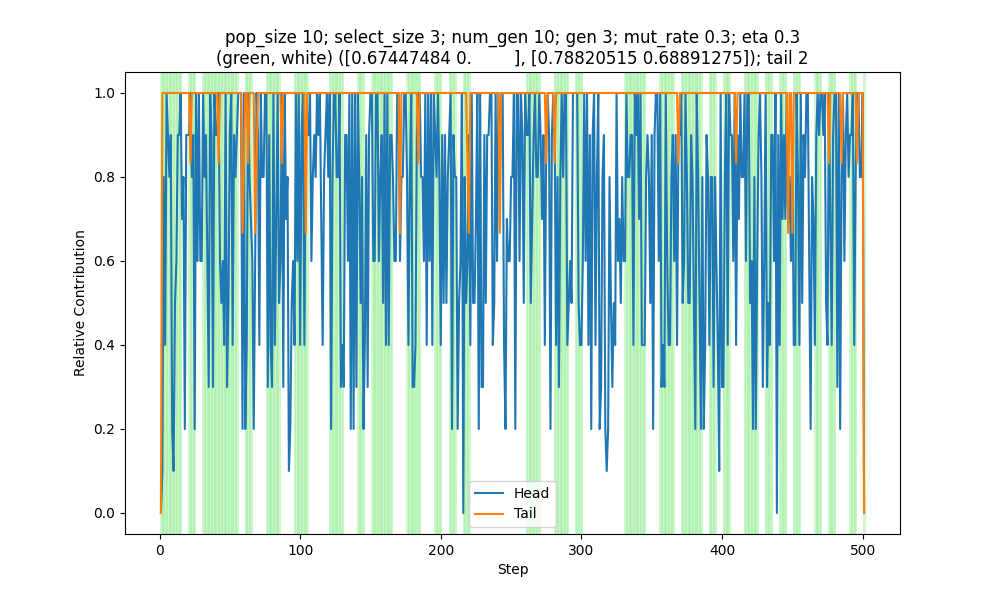 pop_size 10; select_size 3; num_gen 10; gen 3; mut_rate 0.3; eta 0.3
(green, white) ([0.67447484 0.        ], [0.78820515 0.68891275]); tail 2
Relative Contribution
1.0
0.8
0.6
0.4
0.2
0.0
Head
Tail
0
100
200
300
400
500
Step